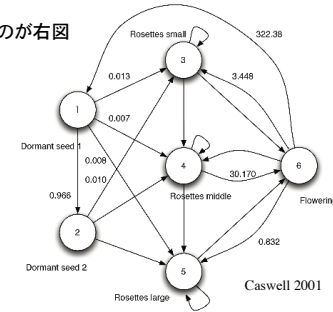 のが右図
Rosettes small
322.38
3
0.013
3.448
1
0.007
Dormant seed 1
4
6
0.008
30.170
0.966
0.010
Rosettes middle
Flowerin
2
0.832
5
Dormant seed 2
Caswell 2001
Rosettes large